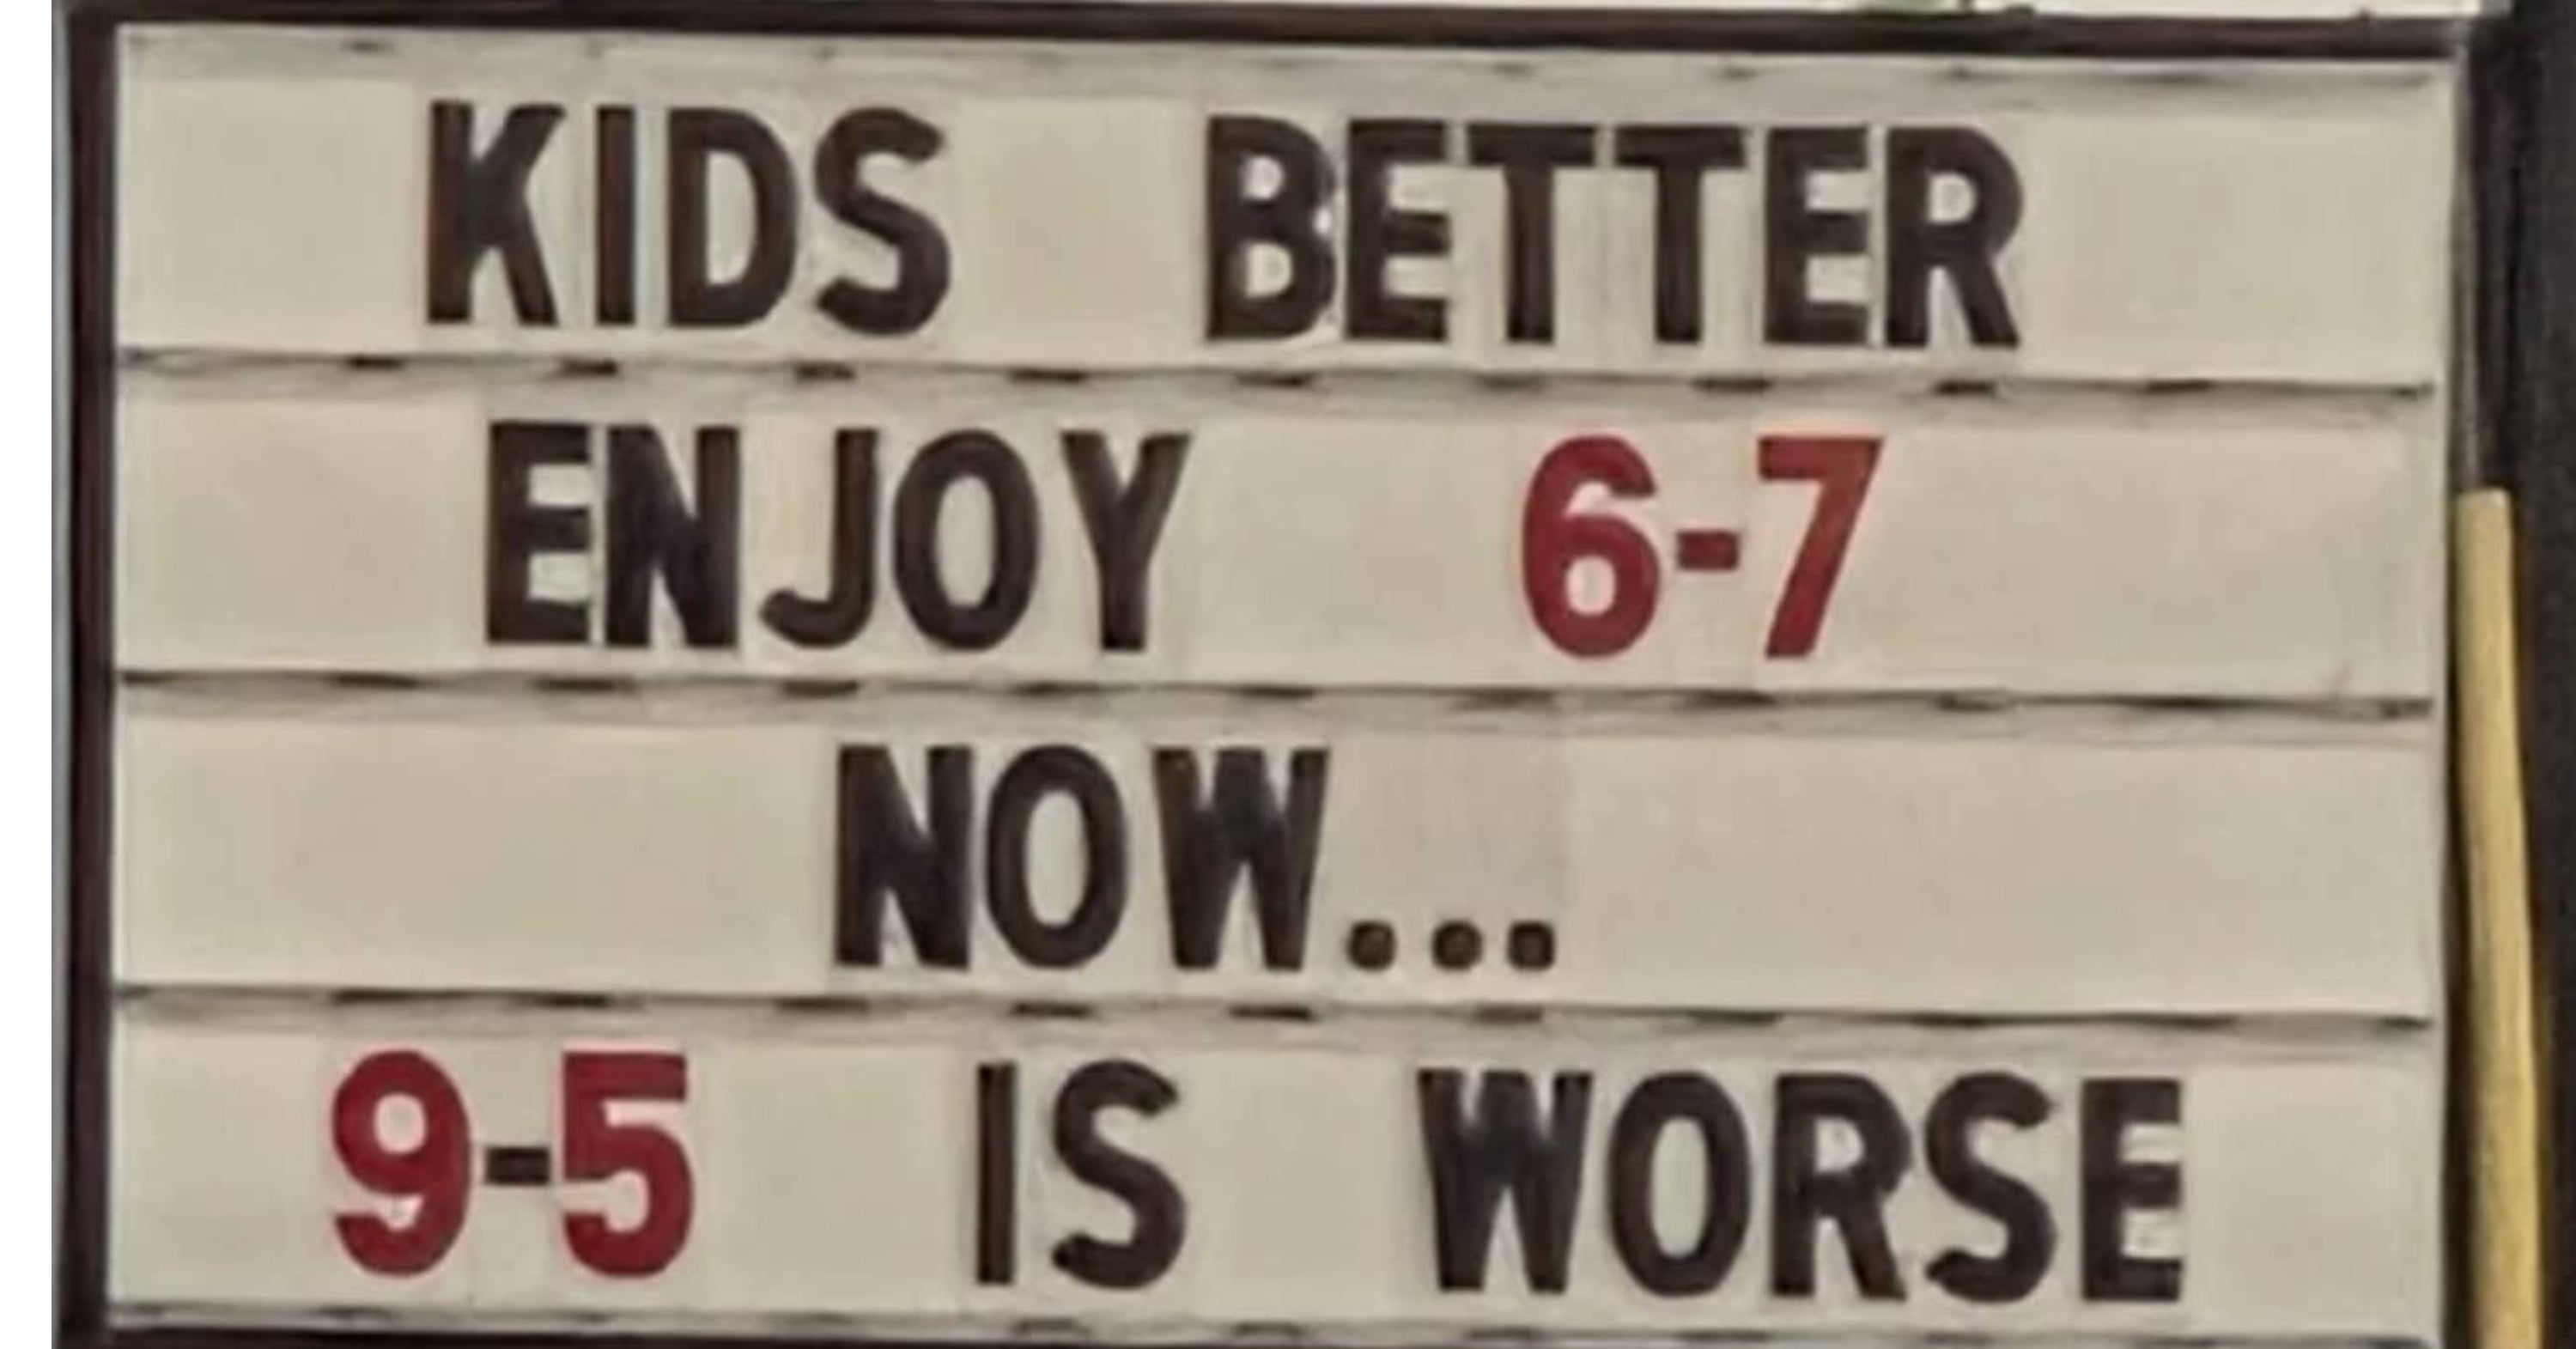 KIDS BETTER
ENJOY 6-7
NOW...
9-5 IS WORSE